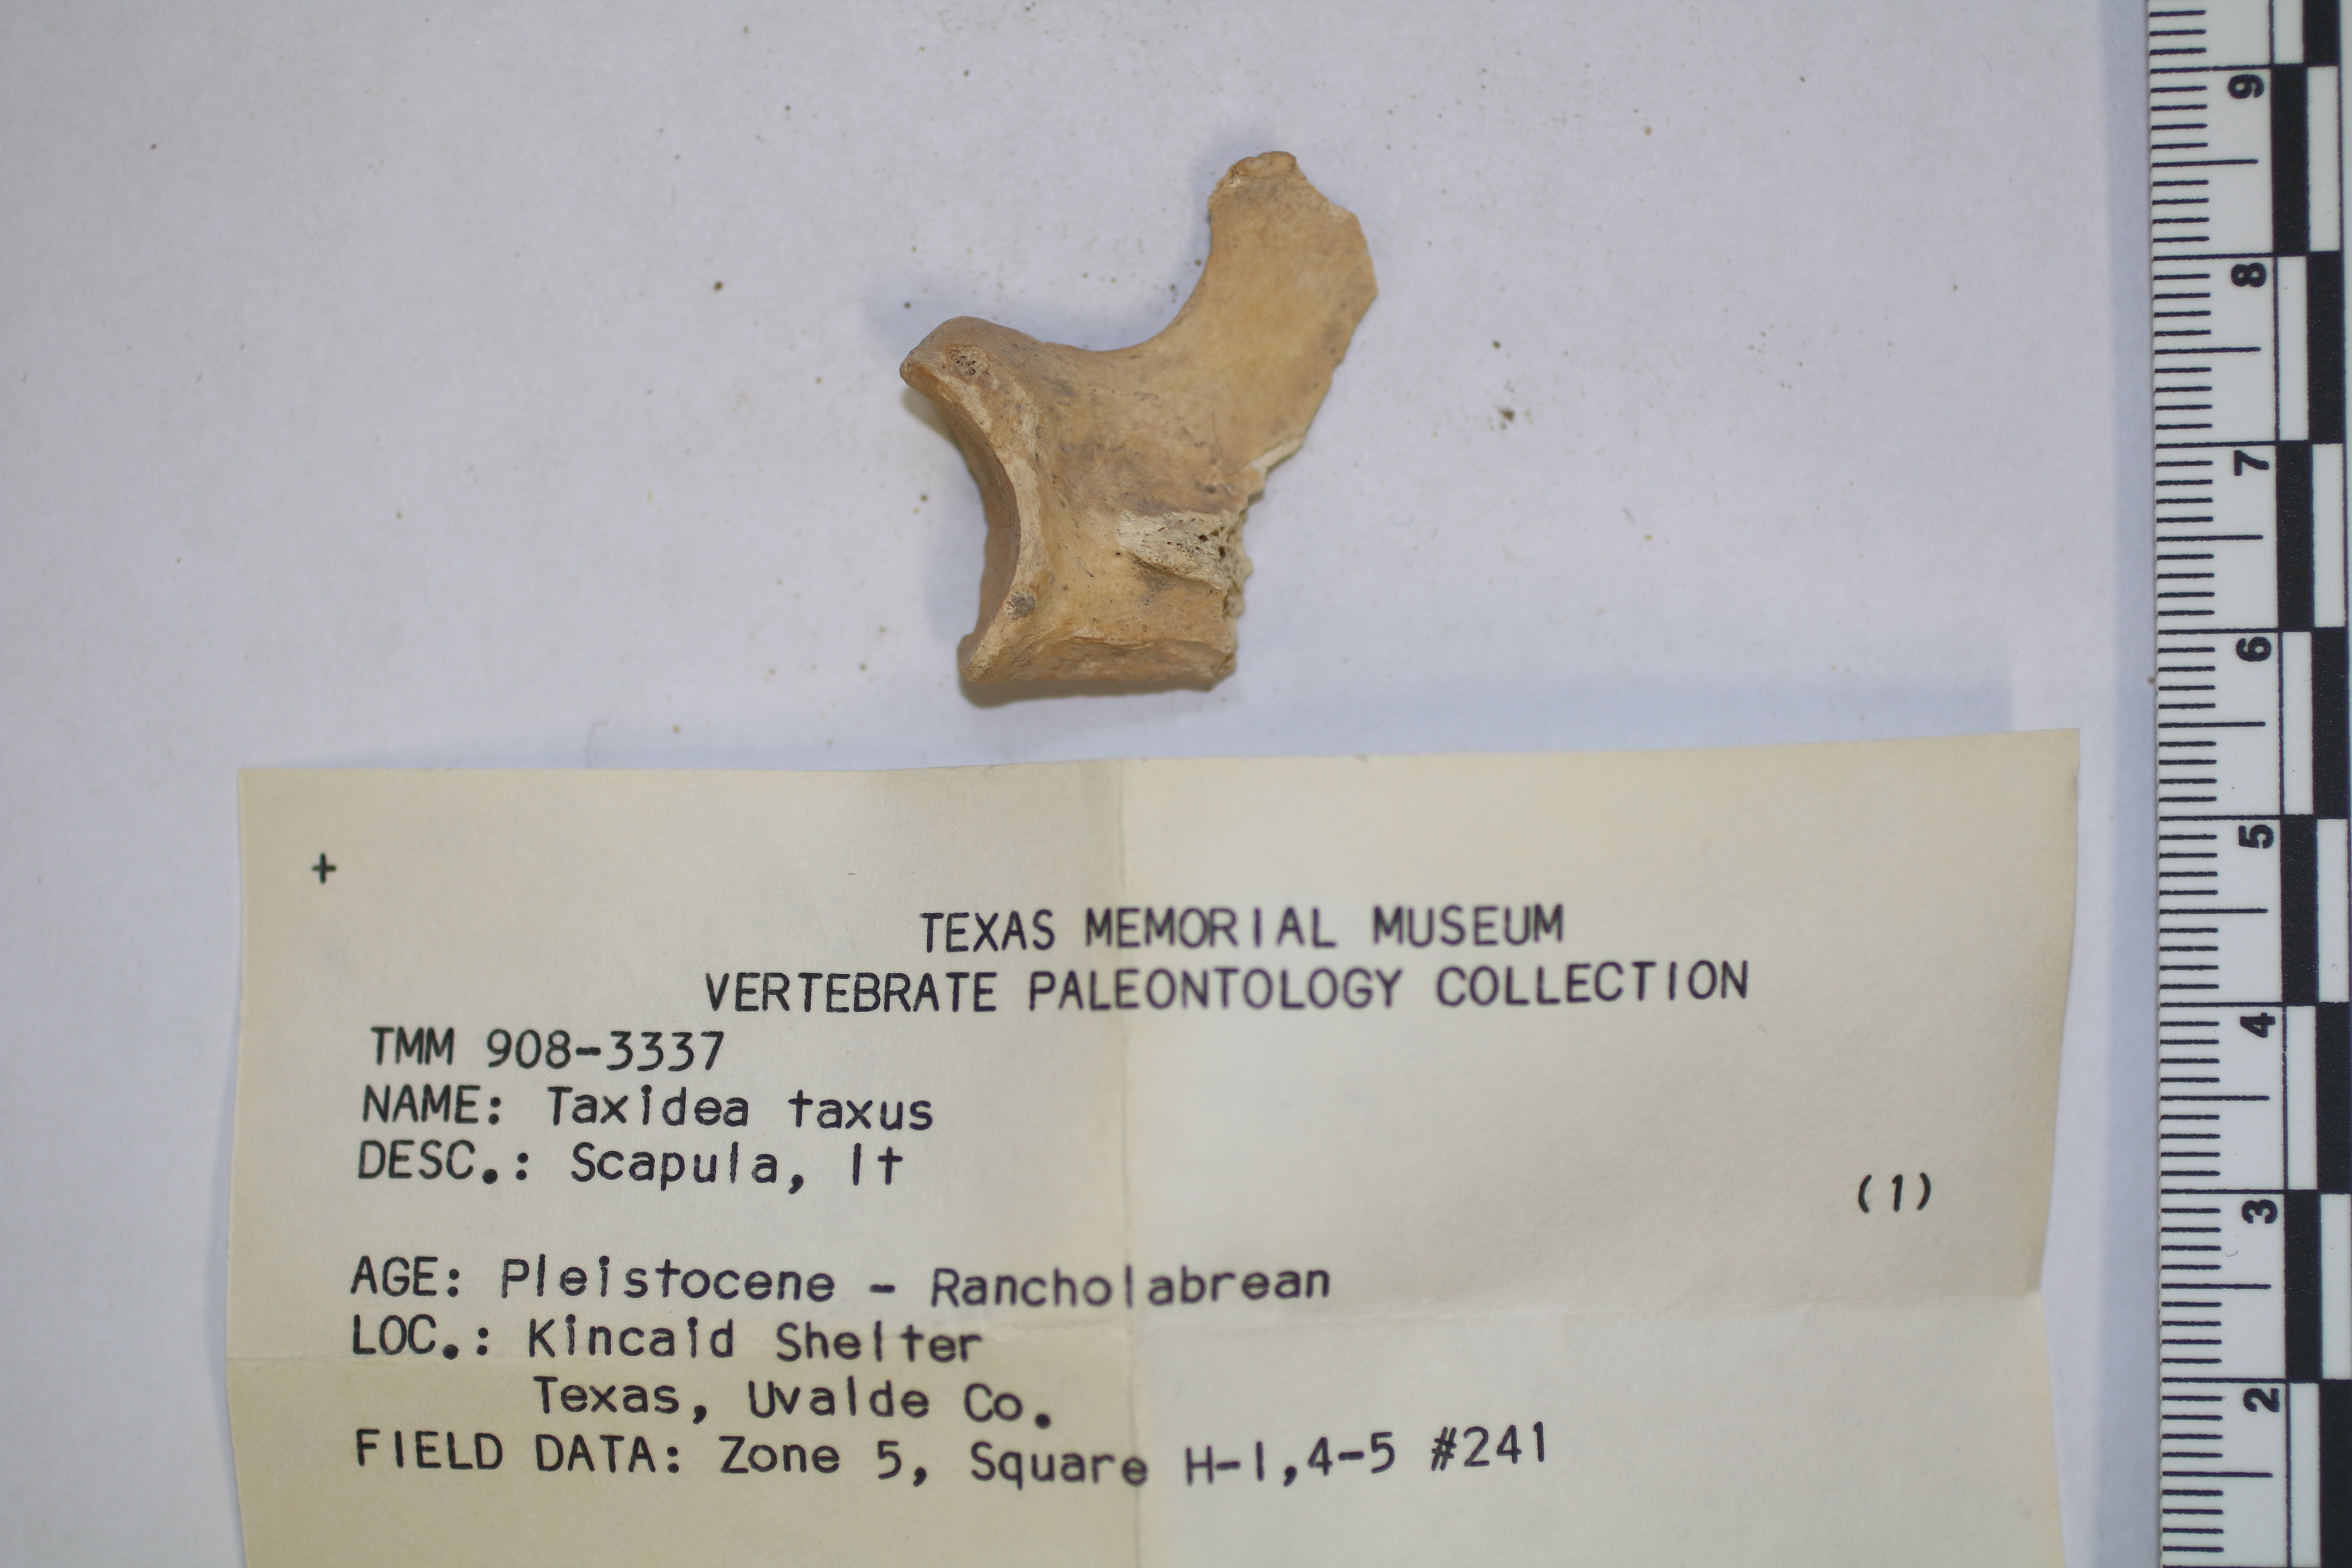 +
TEXAS MEMORIAL MUSEUM
VERTEBRATE PALEONTOLOGY COLLECTION
TMM 908-3337
NAME: Taxidea taxus
DESC.: Scapula, lt
(1)
AGE: Pleistocene - Rancholabrean
LOC.: Kincaid Shelter
Texas, Uvalde Co.
FIELD DATA: Zone 5, Square H-I,4-5 #241
9
8
7
6
5
4
3
2